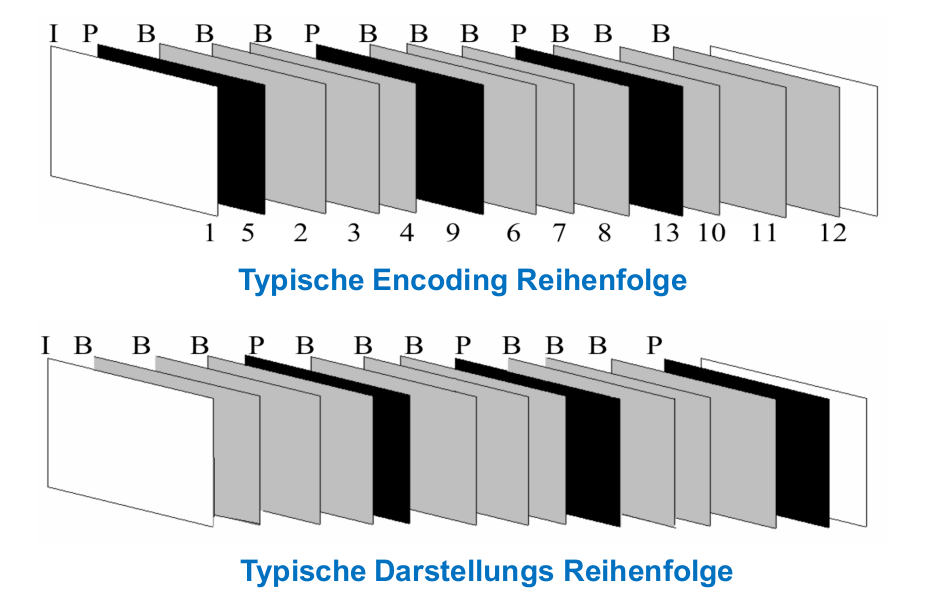 I P B B B P B B B P B B B
1 5 2 3 4 9 6 7 8 13 10 11 12
Typische Encoding Reihenfolge
I B B B P B B B P B B B P
Typische Darstellungs Reihenfolge